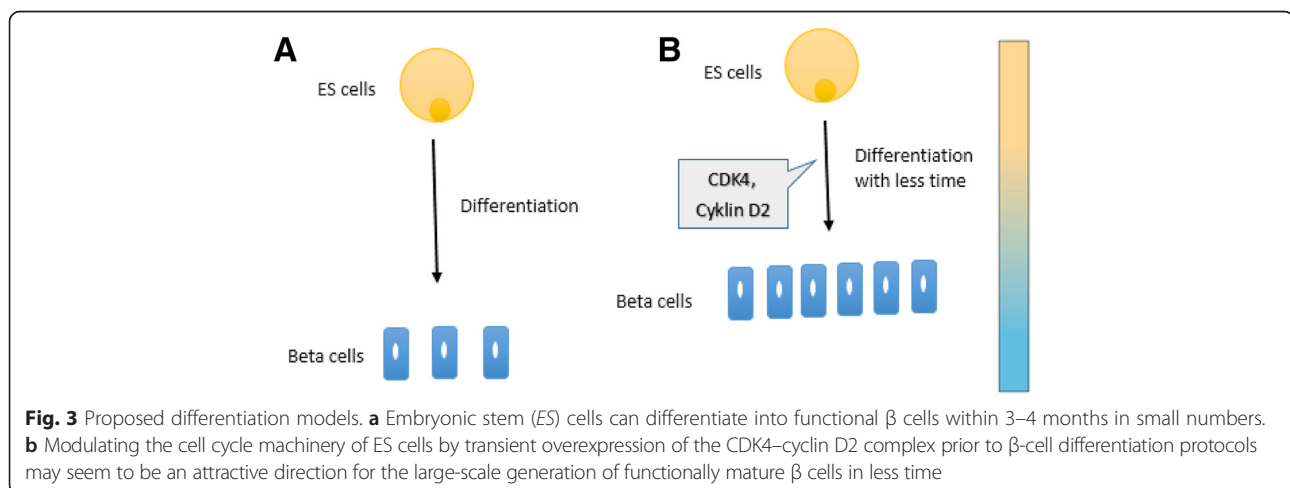 A
ES cells
Differentiation
Beta cells
B
ES cells
CDK4,
Cyklin D2
Differentiation
with less time
Beta cells
Fig. 3 Proposed differentiation models. a Embryonic stem (ES) cells can differentiate into functional β cells within 3–4 months in small numbers.
b Modulating the cell cycle machinery of ES cells by transient overexpression of the CDK4–cyclin D2 complex prior to β-cell differentiation protocols
may seem to be an attractive direction for the large-scale generation of functionally mature β cells in less time